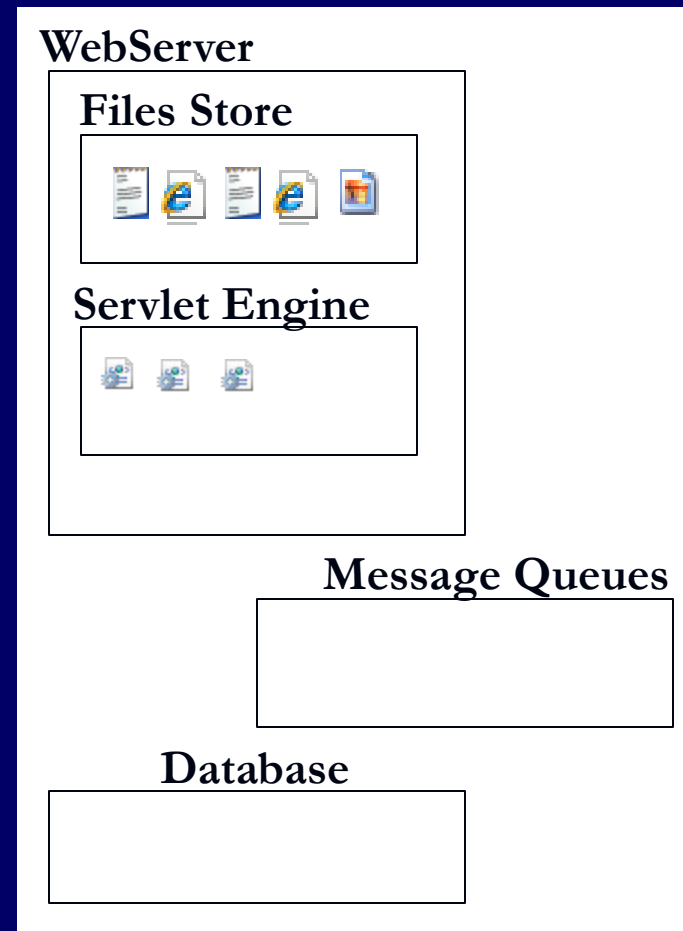 WebServer
Files Store
Servlet Engine
Message Queues
Database